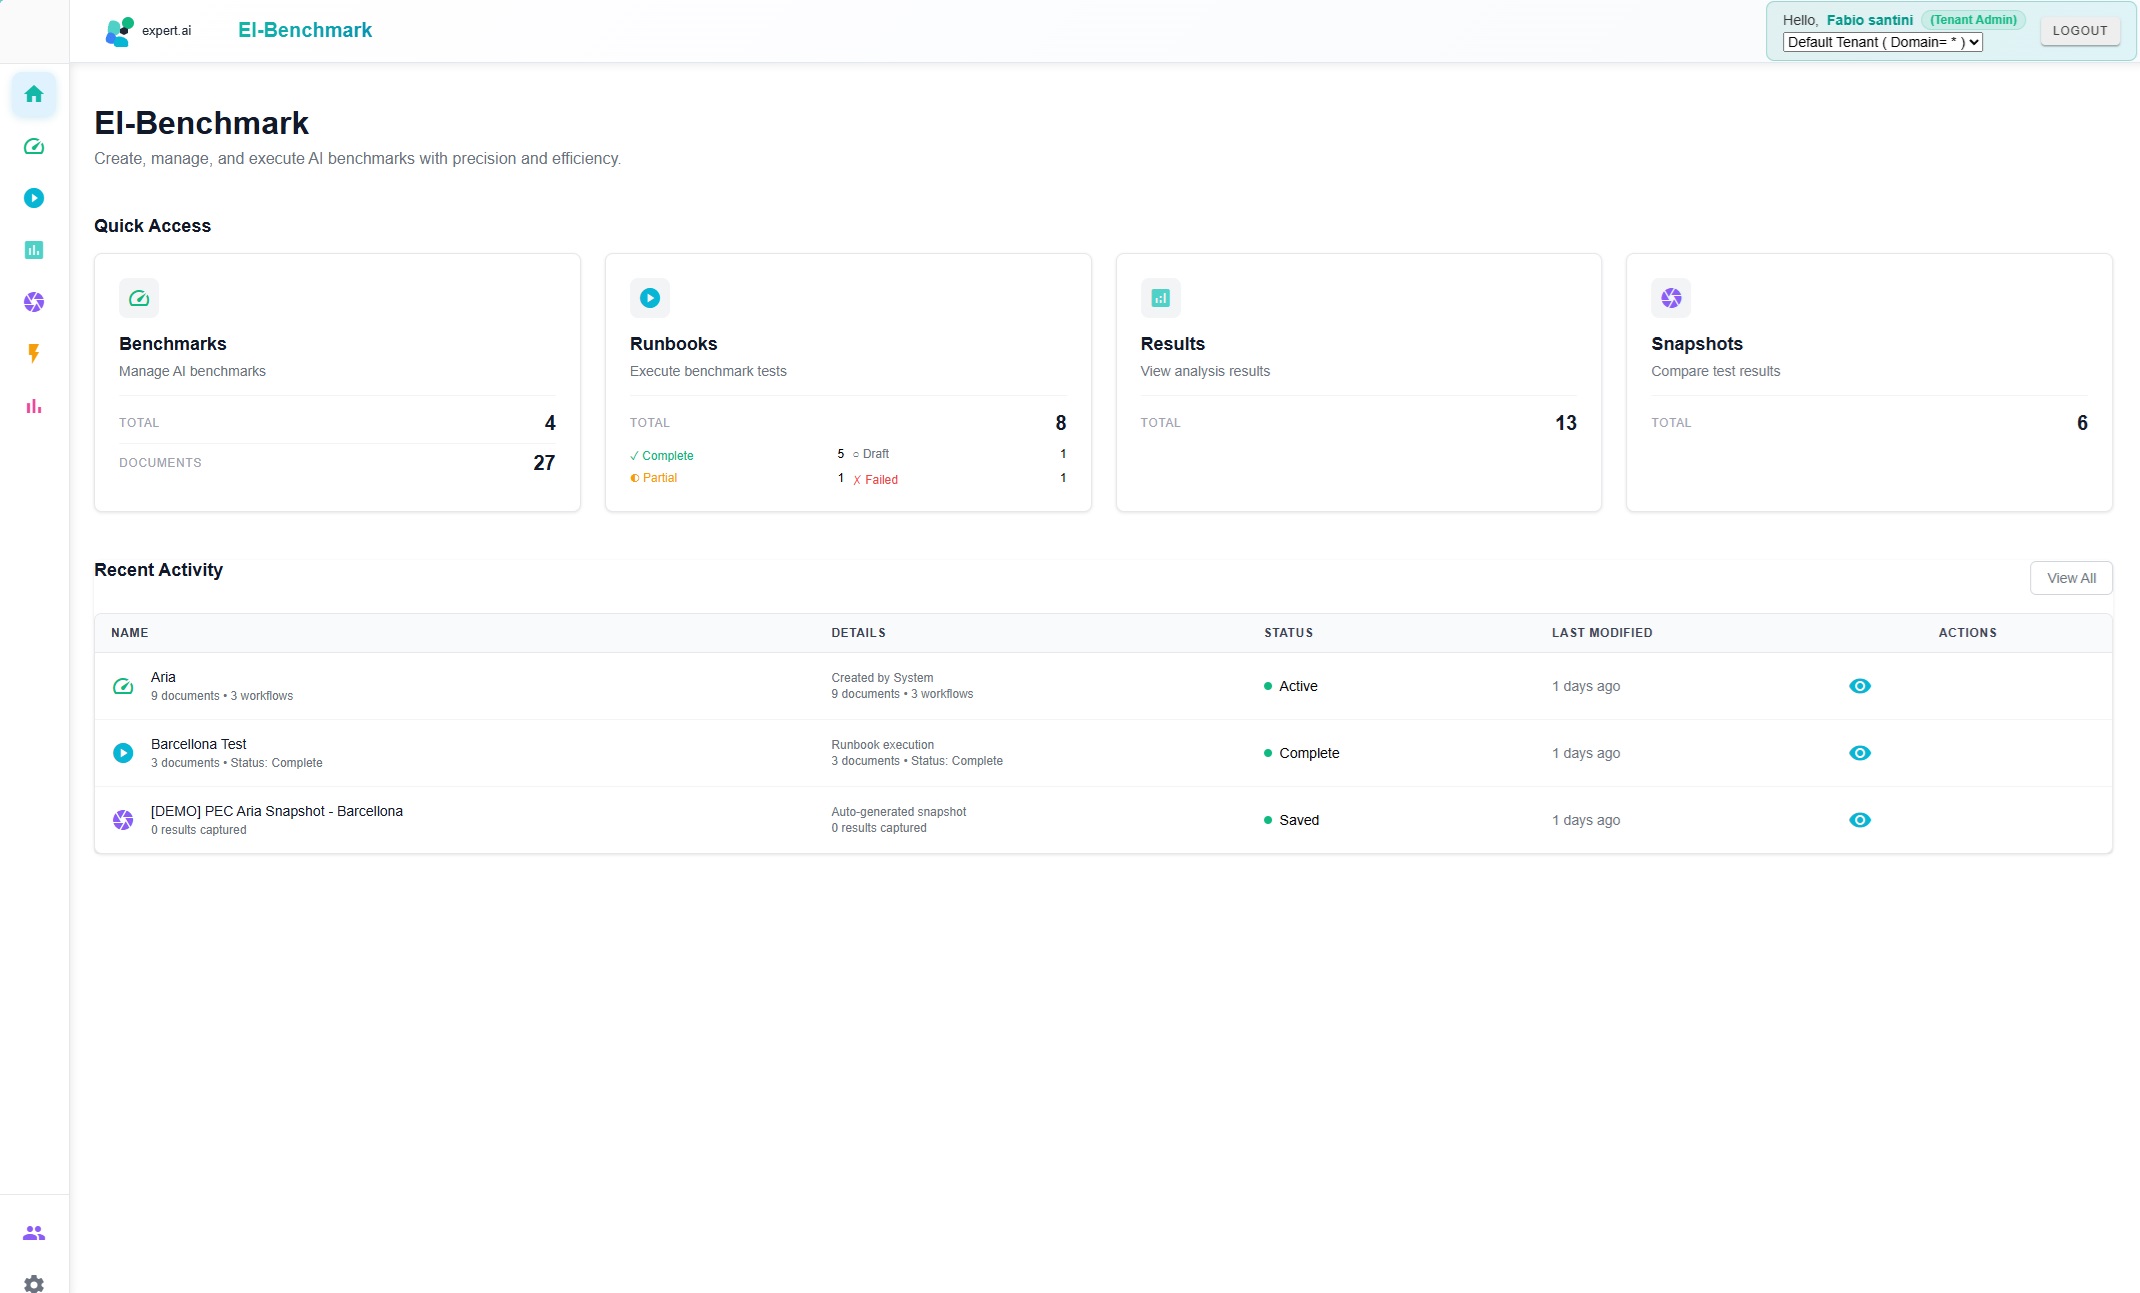 expert.ai
EI-Benchmark
Hello, Fabio santini (Tenant Admin)
Default Tenant ( Domain= * )
LOGOUT
EI-Benchmark
Create, manage, and execute AI benchmarks with precision and efficiency.
Quick Access
Benchmarks
Manage AI benchmarks
TOTAL 4
DOCUMENTS 27
Runbooks
Execute benchmark tests
TOTAL 8
✓ Complete 5 ○ Draft 1
◐ Partial 1 ✗ Failed 1
Results
View analysis results
TOTAL 13
Snapshots
Compare test results
TOTAL 6
Recent Activity
View All
NAME DETAILS STATUS LAST MODIFIED ACTIONS
Aria
9 documents • 3 workflows
Created by System
9 documents • 3 workflows
Active
1 days ago
Barcellona Test
3 documents • Status: Complete
Runbook execution
3 documents • Status: Complete
Complete
1 days ago
[DEMO] PEC Aria Snapshot - Barcellona
0 results captured
Auto-generated snapshot
0 results captured
Saved
1 days ago